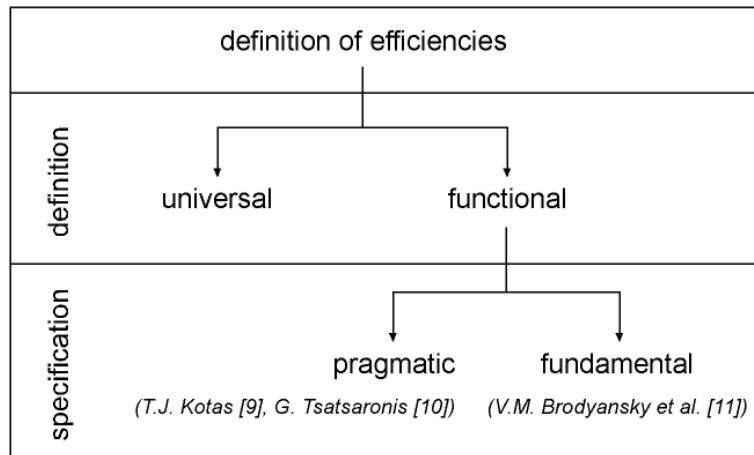 definition of efficiencies
definition
universal
functional
specification
pragmatic
fundamental
(T.J. Kotas [9], G. Tsatsaronis [10])
(V.M. Brodyansky et al. [11])